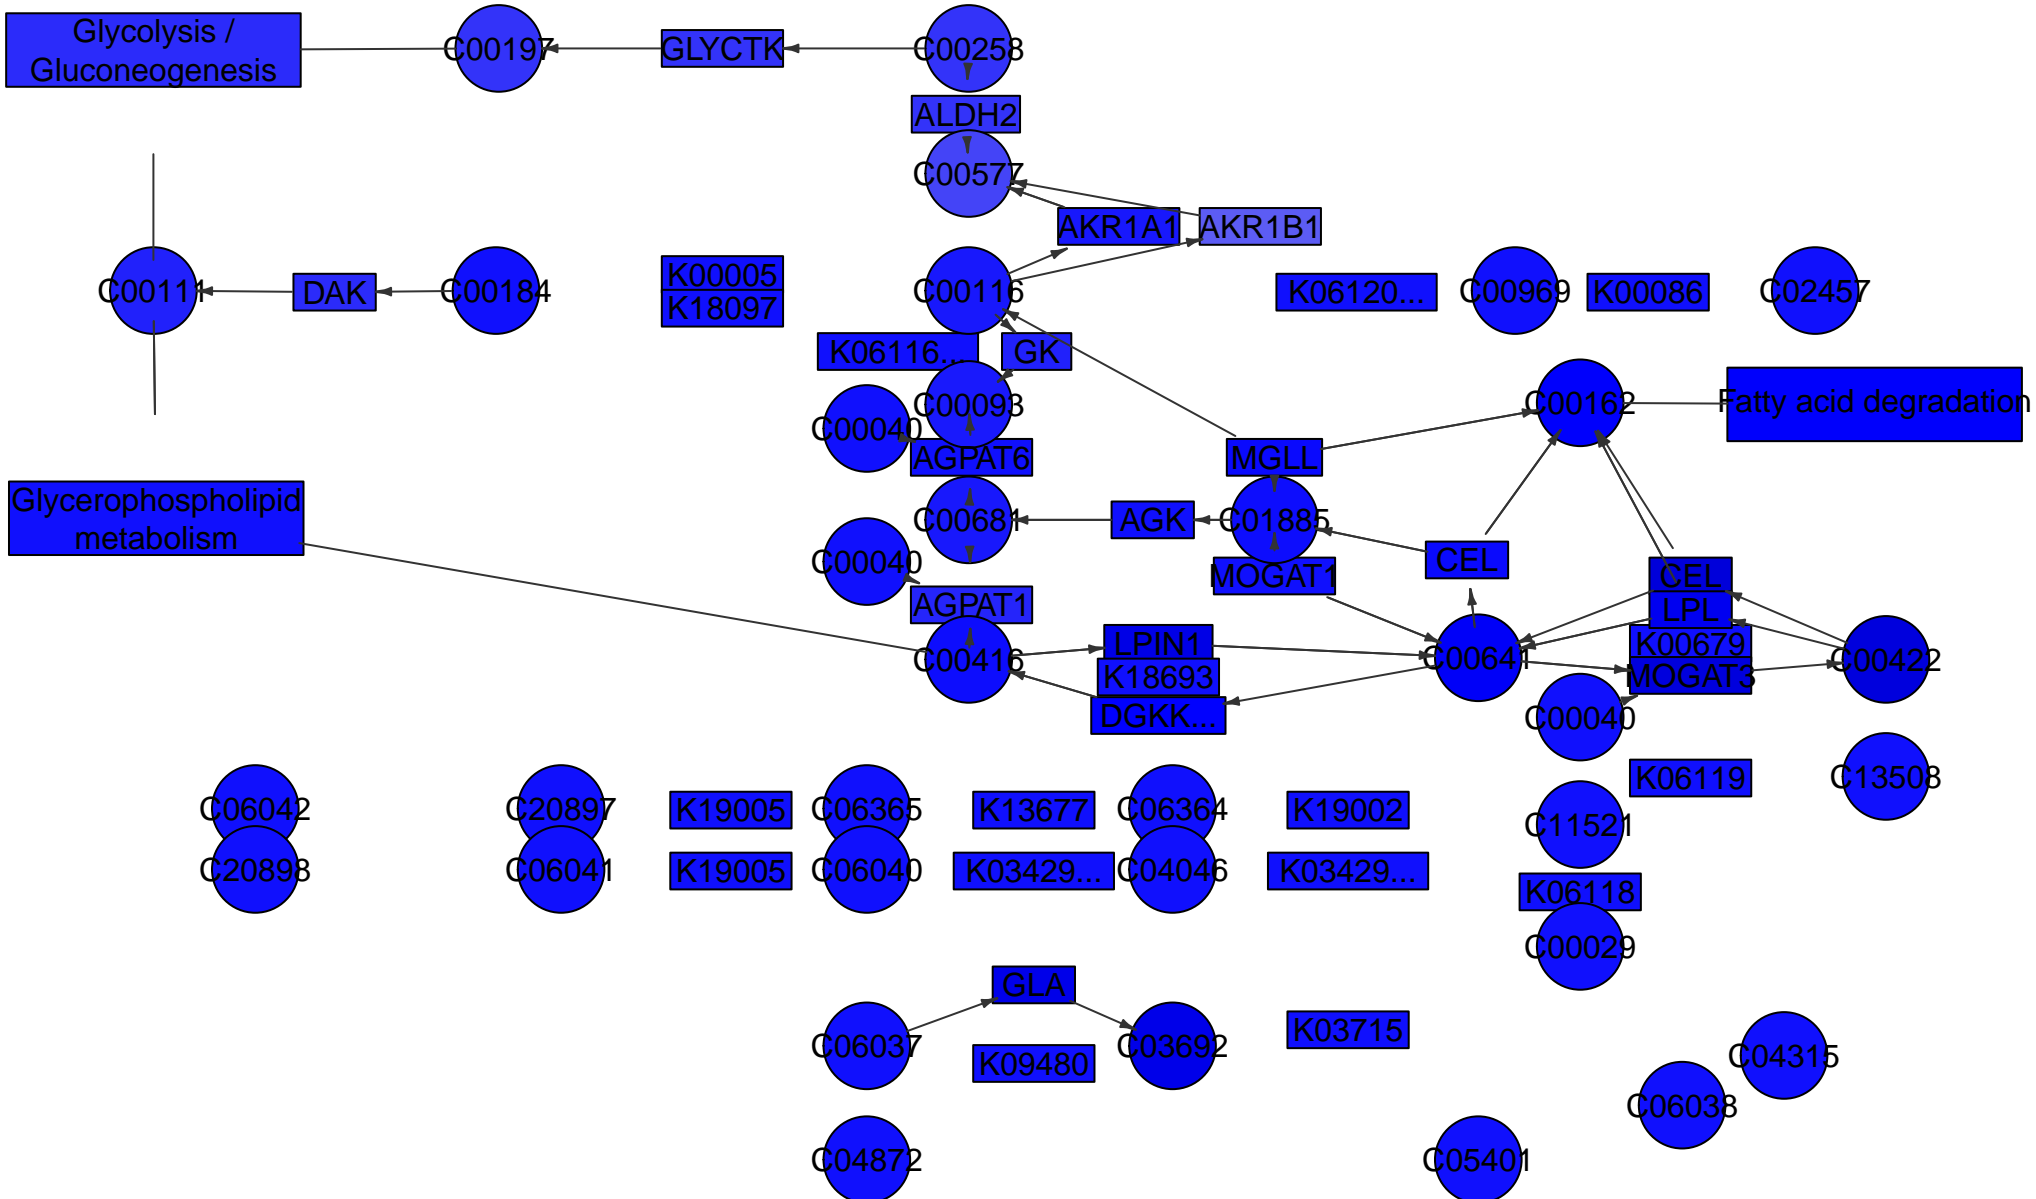 Glycolysis /
Gluconeogenesis
C00197
GLYCTK
C00258
ALDH2
C00577
AKR1A1
AKR1B1
C00111
DAK
C00184
K00005
K18097
C00116
K06120...
C00969
K00086
C02457
K06116...
GK
C00093
C00162
Fatty acid degradation
C00040
AGPAT6
MGLL
Glycerophospholipid
metabolism
C00681
AGK
C01885
C00040
MOGAT1
CEL
CEL
AGPAT1
LPL
C00416
LPIN1
K18693
DGKK...
C00641
K00679
MOGAT3
C00422
C00040
K06119
C13508
C06042
C20897
K19005
C06365
K13677
C06364
K19002
C11521
C20898
C06041
K19005
C06040
K03429...
C04046
K03429...
K06118
C00029
GLA
C06037
K09480
C03692
K03715
C04315
C06038
C04872
C05401